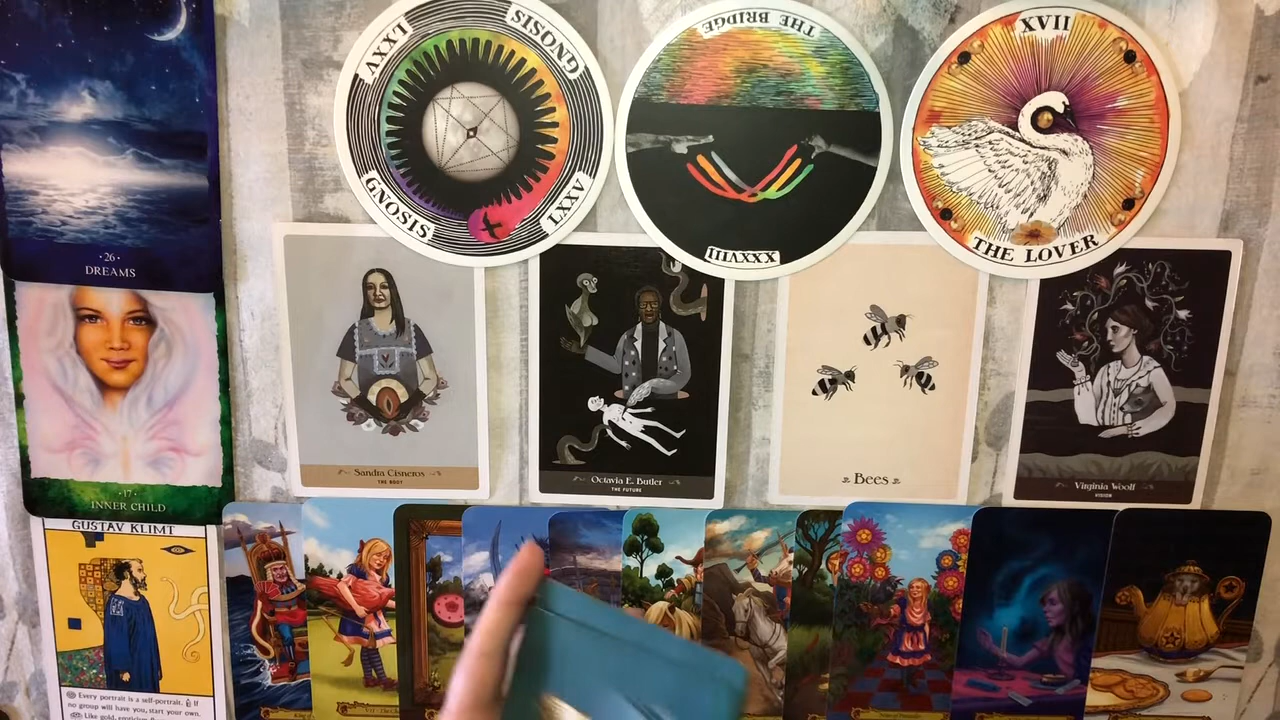 ·26·
DREAMS
·17·
INNER CHILD
GUSTAV KLIMT
Every portrait is a self-portrait. If
no group will have you, start your own.
LXXV
GNOSIS
GNOSIS
LXXV
THE BRIDGE
XXXVIII
XVII
THE LOVER
Sandra Cisneros
THE BODY
Octavia E. Butler
THE FUTURE
Bees
Virginia Woolf
VISION